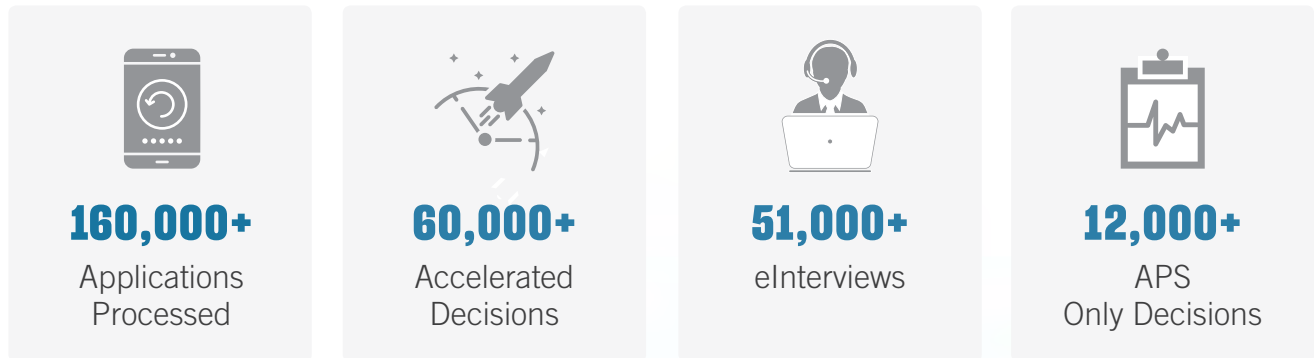 160,000+
Applications
Processed
60,000+
Accelerated
Decisions
51,000+
eInterviews
12,000+
APS
Only Decisions